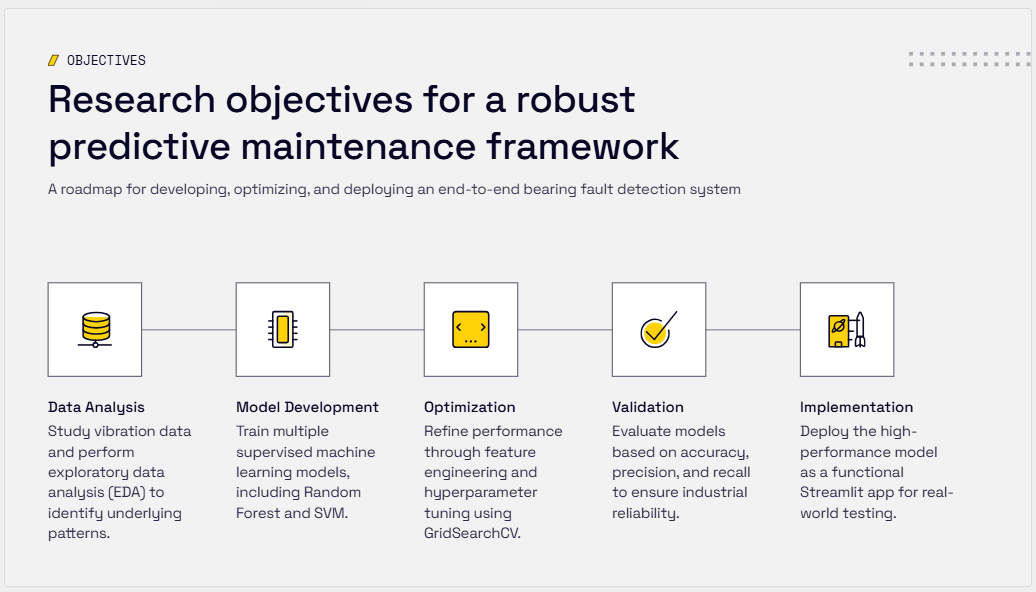 OBJECTIVES
Research objectives for a robust
predictive maintenance framework
A roadmap for developing, optimizing, and deploying an end-to-end bearing fault detection system
Data Analysis
Study vibration data
and perform
exploratory data
analysis (EDA) to
identify underlying
patterns.
Model Development
Train multiple
supervised machine
learning models,
including Random
Forest and SVM.
Optimization
Refine performance
through feature
engineering and
hyperparameter
tuning using
GridSearchCV.
Validation
Evaluate models
based on accuracy,
precision, and recall
to ensure industrial
reliability.
Implementation
Deploy the high-
performance model
as a functional
Streamlit app for real-
world testing.